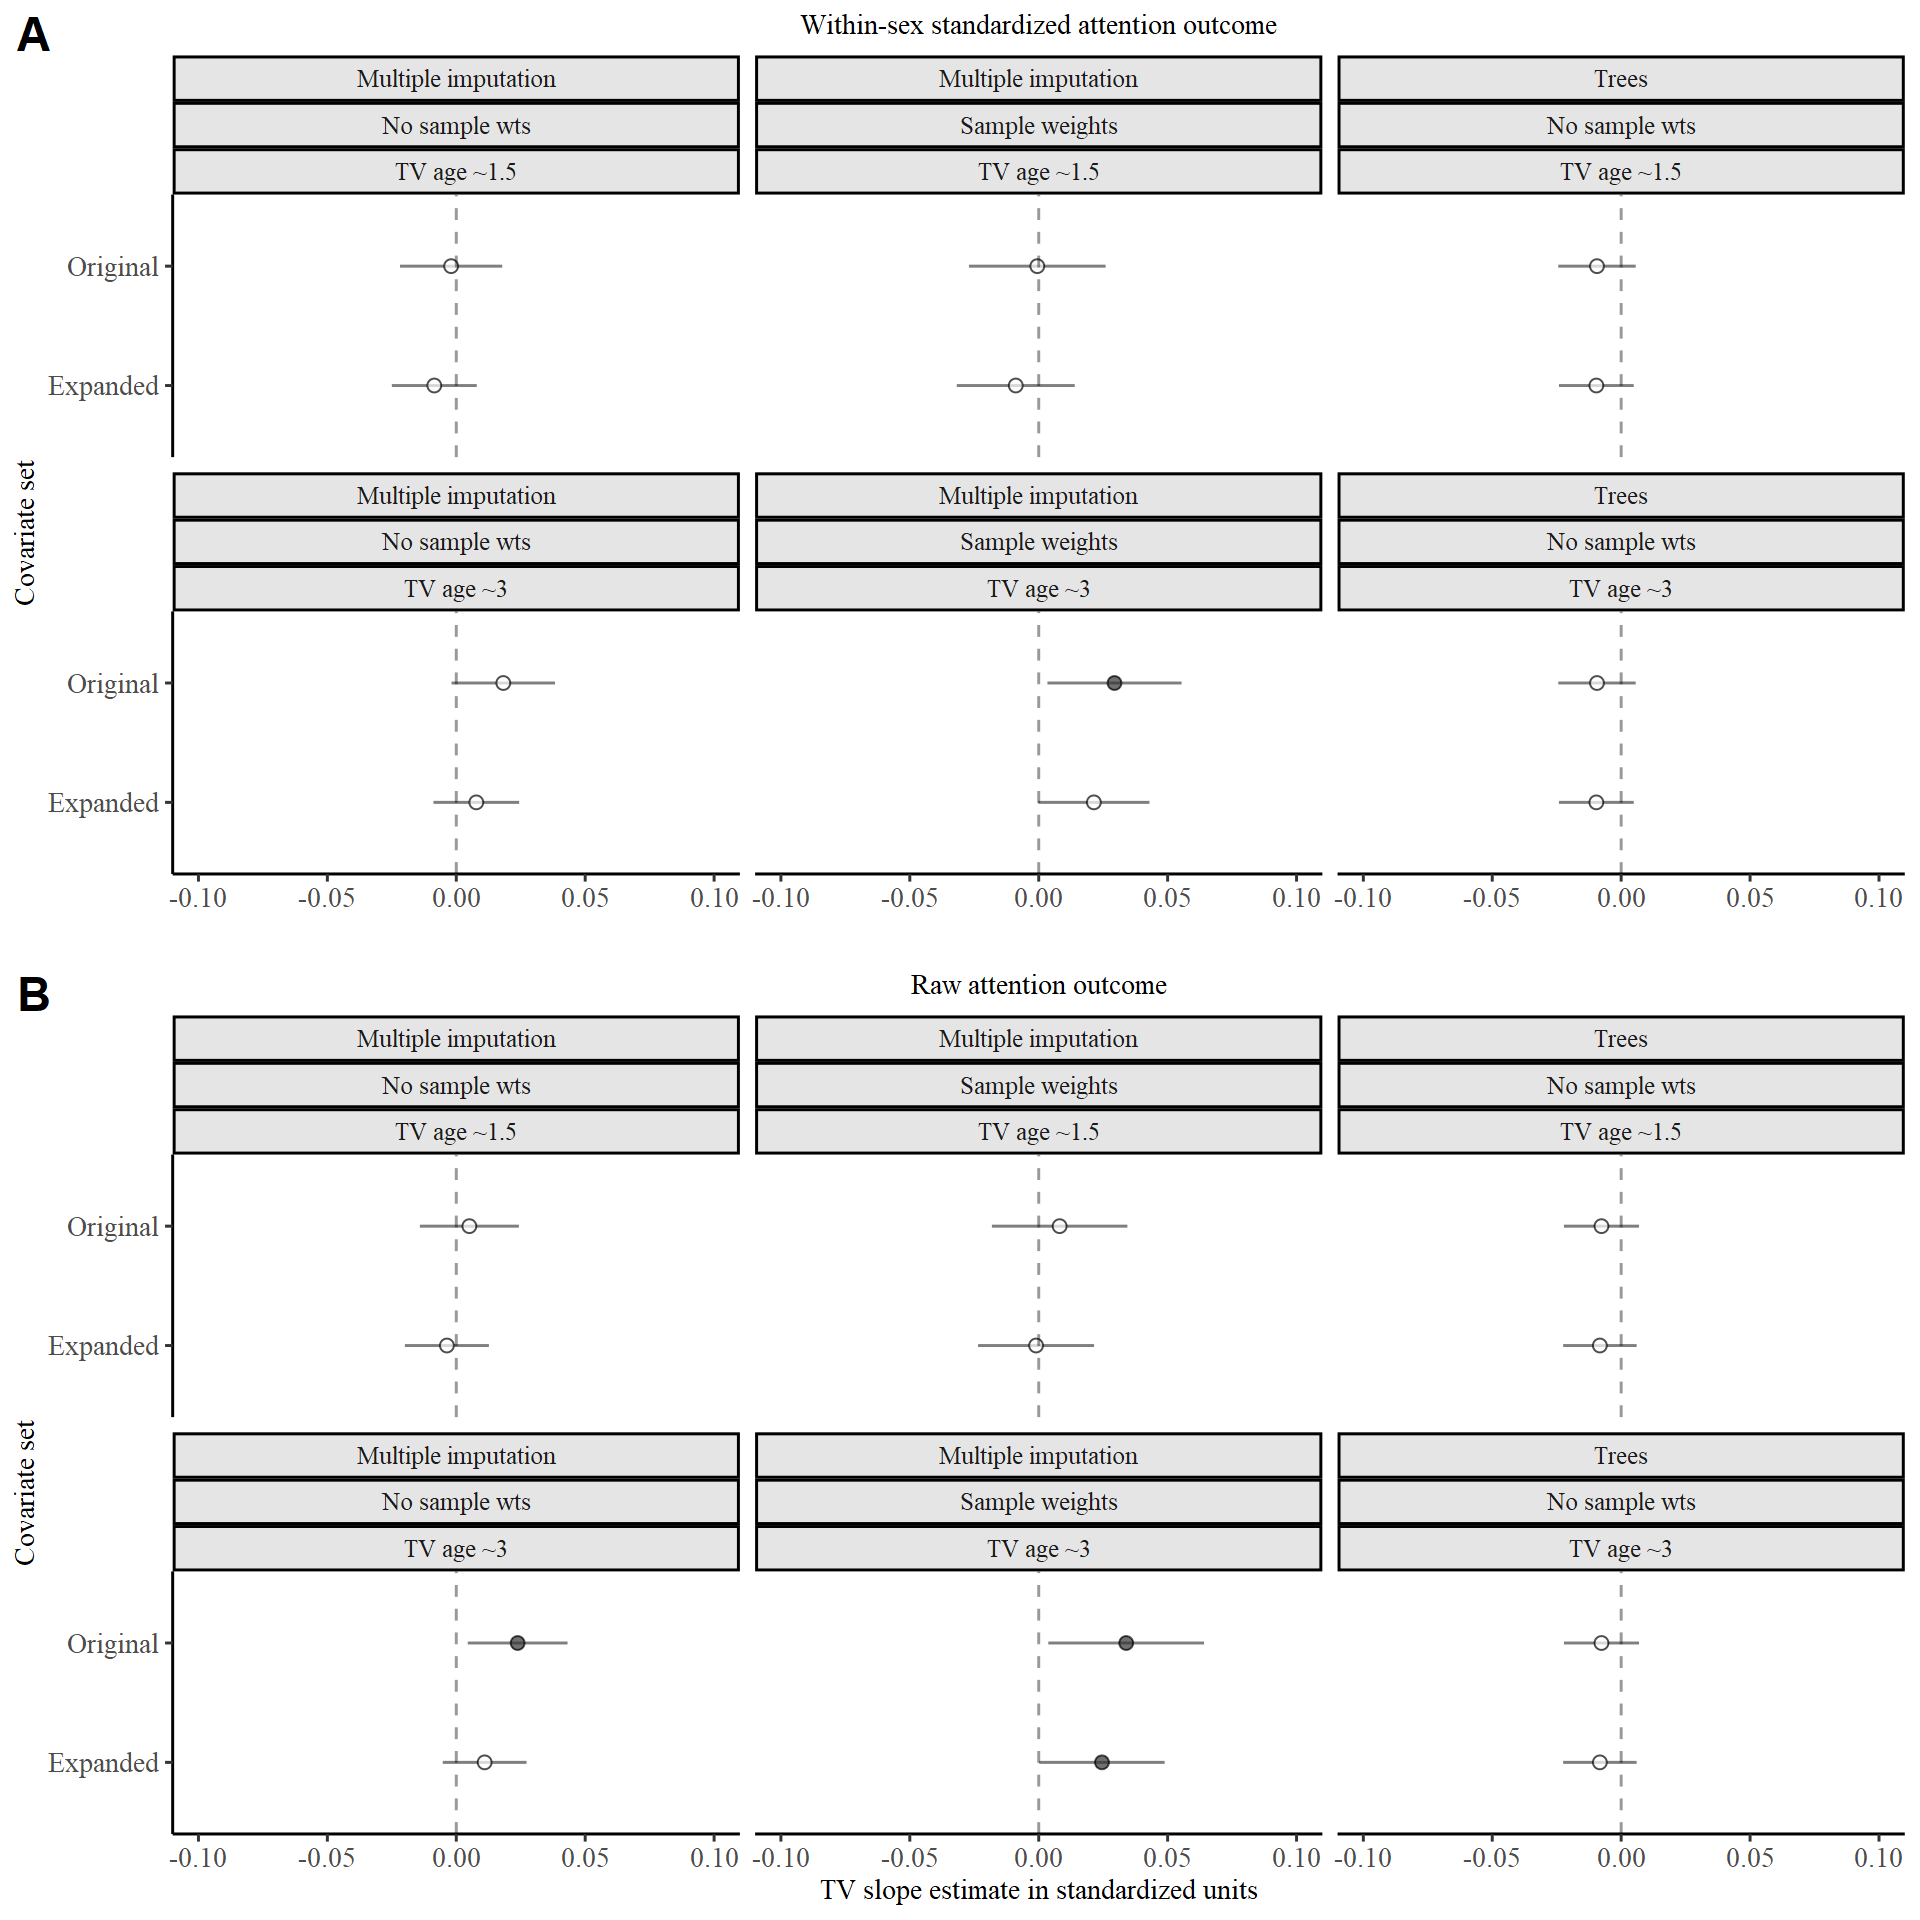 A
Within-sex standardized attention outcome
Multiple imputation
Multiple imputation
Trees
No sample wts
Sample weights
No sample wts
TV age ~1.5
TV age ~1.5
TV age ~1.5
Original
Expanded
Covariate set
Multiple imputation
Multiple imputation
Trees
No sample wts
Sample weights
No sample wts
TV age ~3
TV age ~3
TV age ~3
Original
Expanded
-0.10 -0.05 0.00 0.05 0.10 -0.10 -0.05 0.00 0.05 0.10 -0.10 -0.05 0.00 0.05 0.10
B
Raw attention outcome
Multiple imputation
Multiple imputation
Trees
No sample wts
Sample weights
No sample wts
TV age ~1.5
TV age ~1.5
TV age ~1.5
Original
Expanded
Covariate set
Multiple imputation
Multiple imputation
Trees
No sample wts
Sample weights
No sample wts
TV age ~3
TV age ~3
TV age ~3
Original
Expanded
-0.10 -0.05 0.00 0.05 0.10 -0.10 -0.05 0.00 0.05 0.10 -0.10 -0.05 0.00 0.05 0.10
TV slope estimate in standardized units